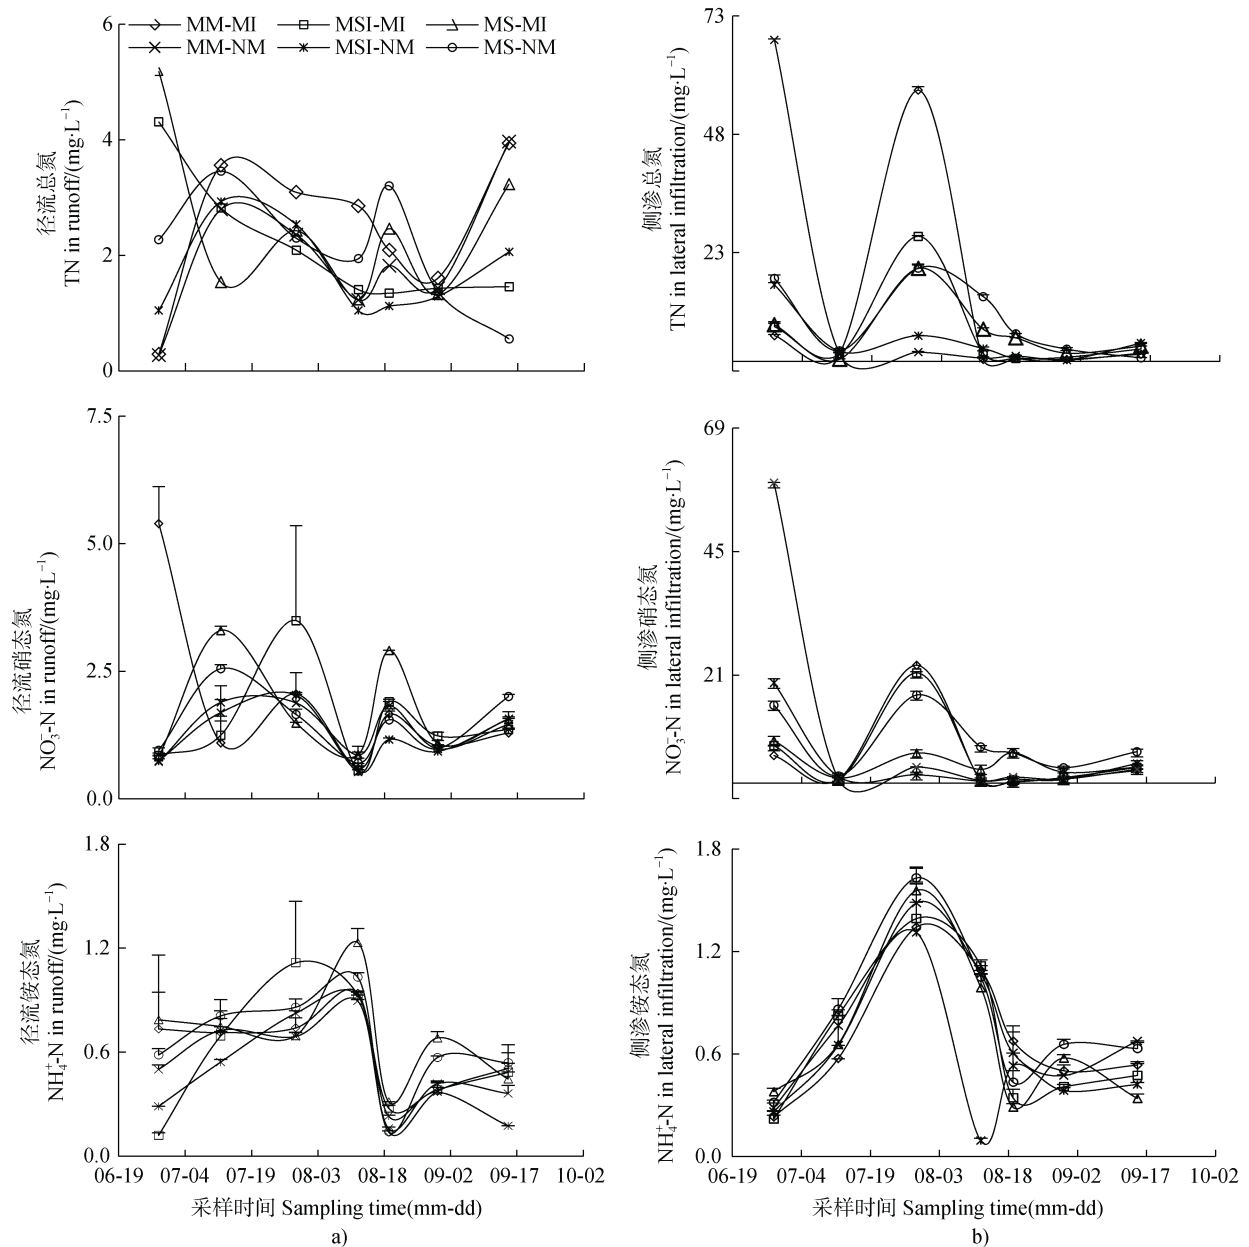 MM-MI MSI-MI MS-MI
MM-NM MSI-NM MS-NM
6
4
2
0
径流总氮
TN in runoff/(mg·L⁻¹)
73
48
23
侧渗总氮
TN in lateral infiltration/(mg·L⁻¹)
7.5
5.0
2.5
0.0
径流硝态氮
NO₃⁻-N in runoff/(mg·L⁻¹)
69
45
21
侧渗硝态氮
NO₃⁻-N in lateral infiltration/(mg·L⁻¹)
1.8
1.2
0.6
0.0
径流铵态氮
NH₄⁺-N in runoff/(mg·L⁻¹)
06-19 07-04 07-19 08-03 08-18 09-02 09-17 10-02
采样时间 Sampling time(mm-dd)
a)
1.8
1.2
0.6
0.0
侧渗铵态氮
NH₄⁺-N in lateral infiltration/(mg·L⁻¹)
06-19 07-04 07-19 08-03 08-18 09-02 09-17 10-02
采样时间 Sampling time(mm-dd)
b)